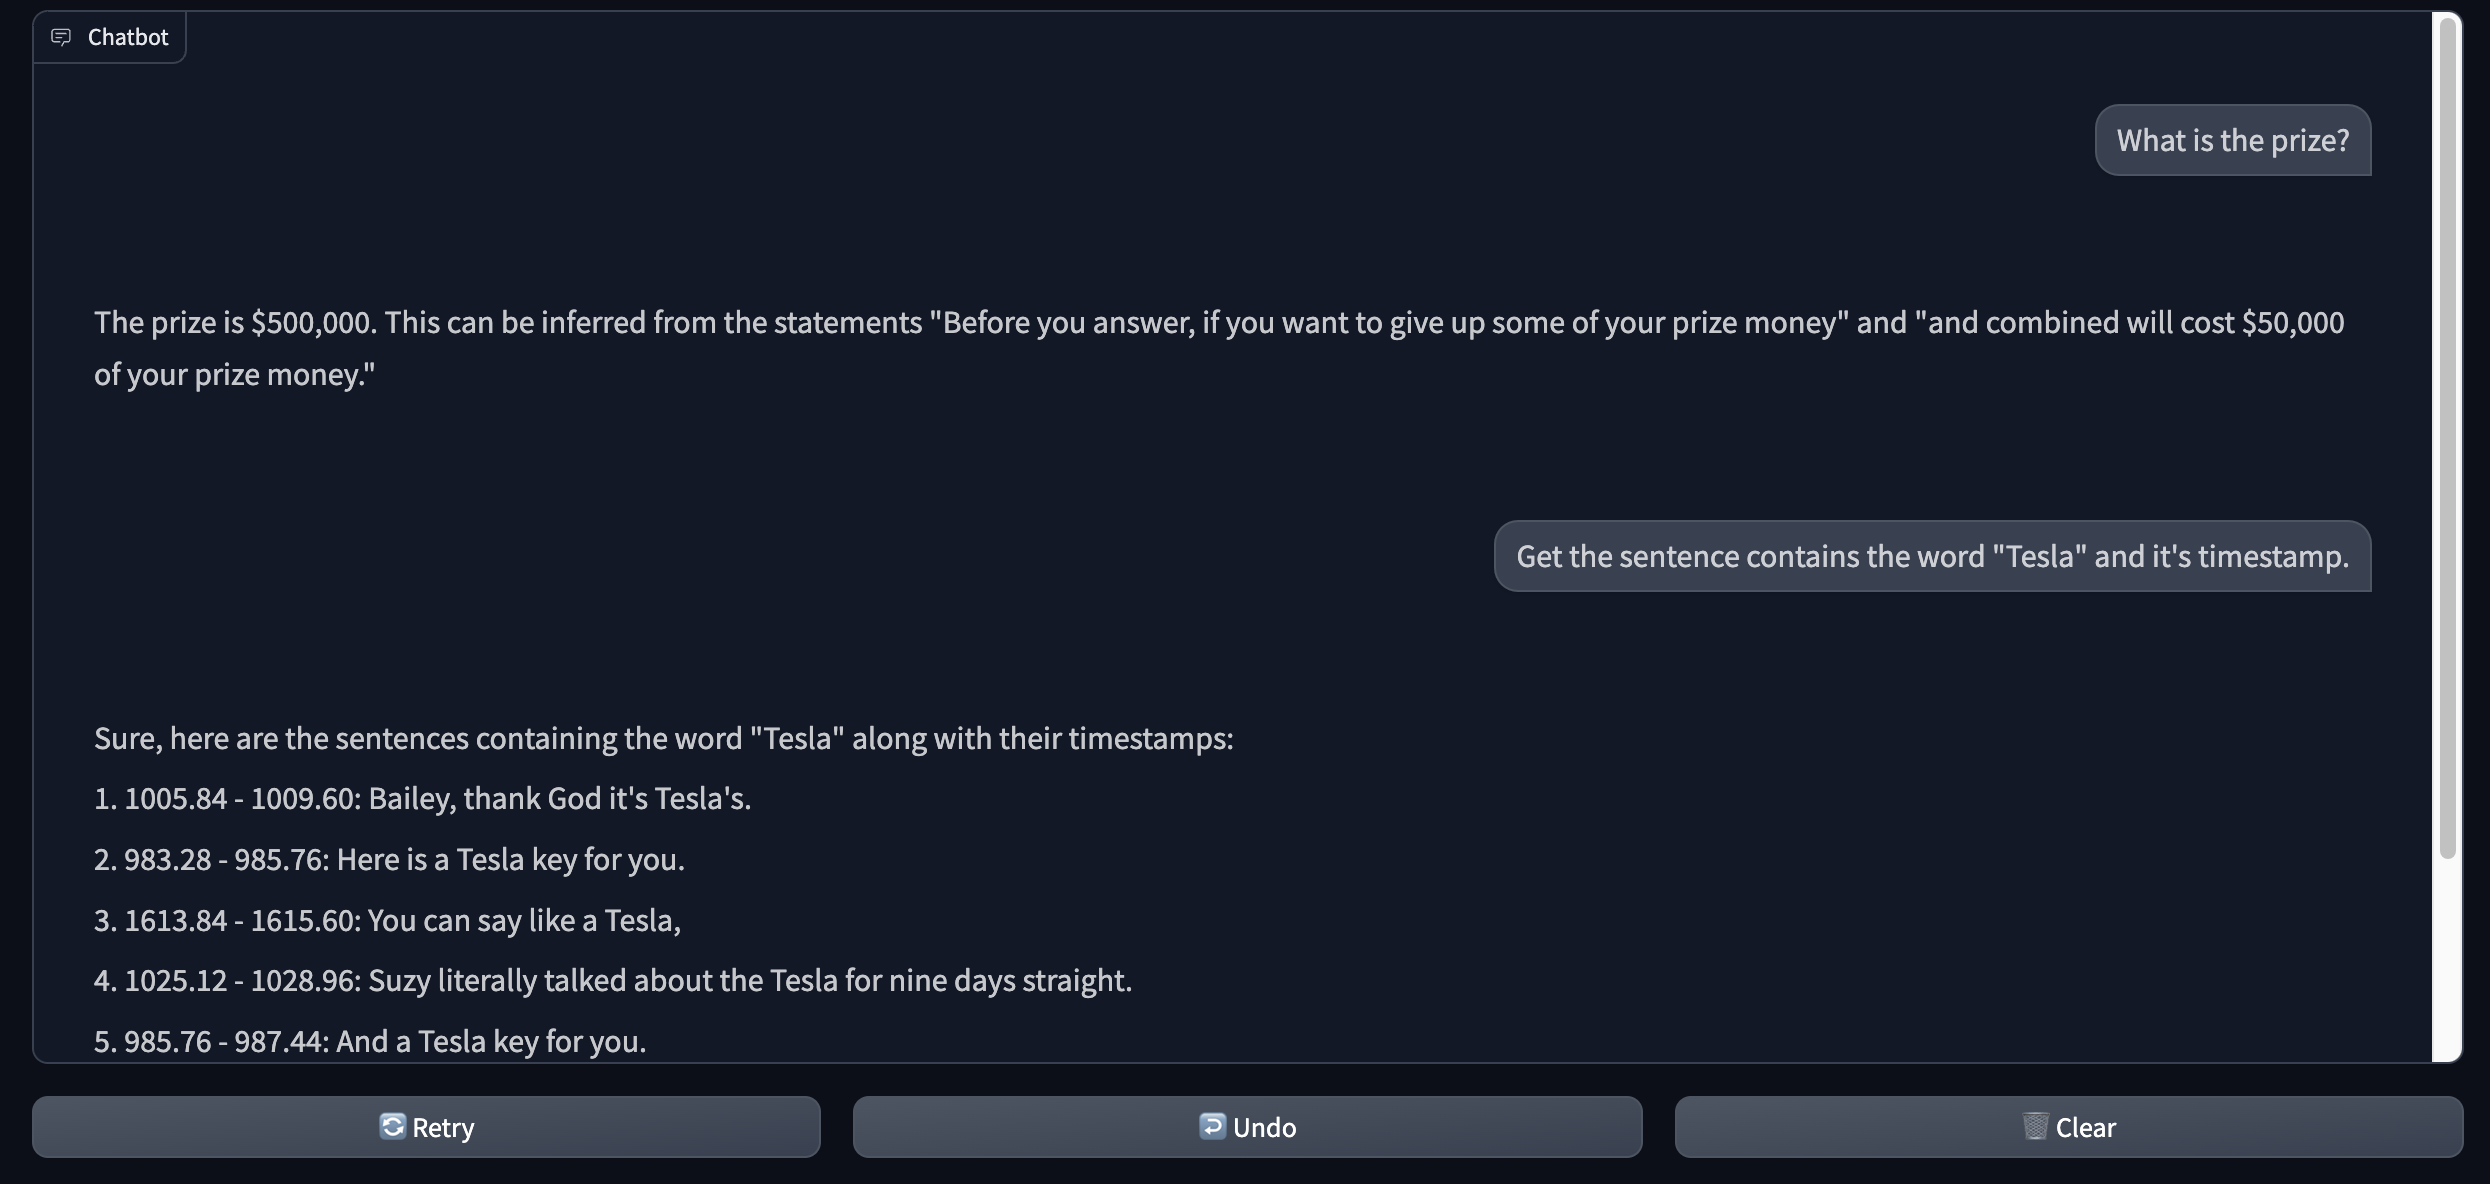 Chatbot
What is the prize?
The prize is $500,000. This can be inferred from the statements "Before you answer, if you want to give up some of your prize money" and "and combined will cost $50,000
of your prize money."
Get the sentence contains the word "Tesla" and it's timestamp.
Sure, here are the sentences containing the word "Tesla" along with their timestamps:
1. 1005.84 - 1009.60: Bailey, thank God it's Tesla's.
2. 983.28 - 985.76: Here is a Tesla key for you.
3. 1613.84 - 1615.60: You can say like a Tesla,
4. 1025.12 - 1028.96: Suzy literally talked about the Tesla for nine days straight.
5. 985.76 - 987.44: And a Tesla key for you.
Retry
Undo
Clear